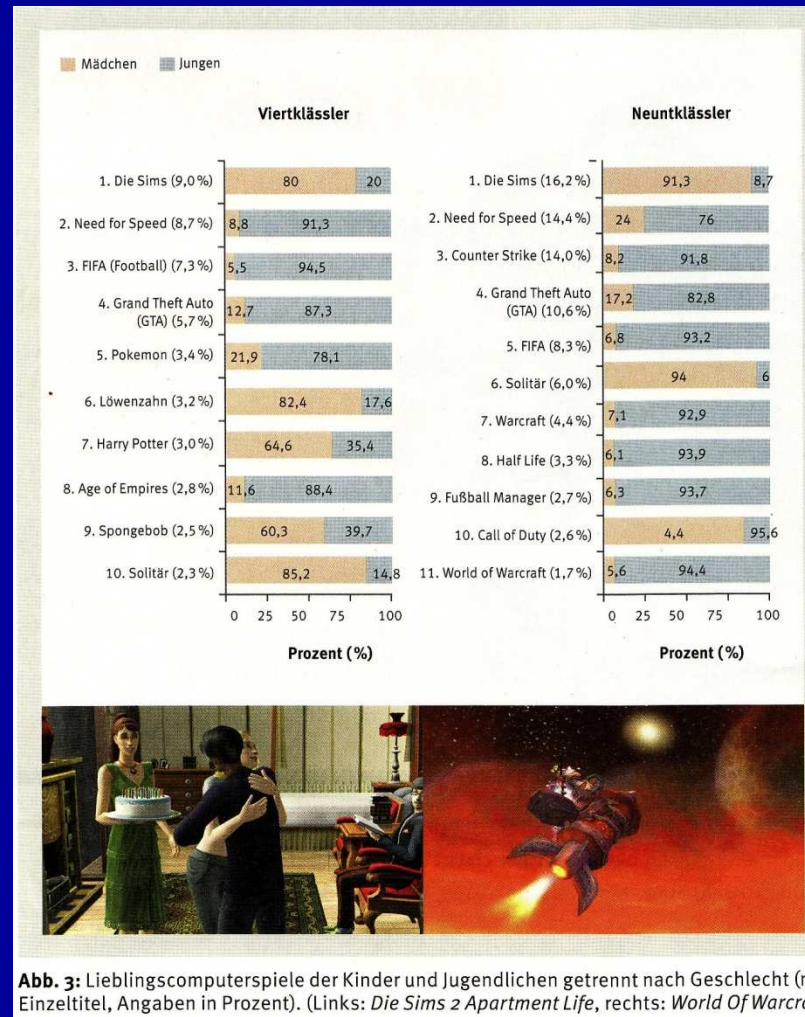 Mädchen Jungen
Viertklässler
1. Die Sims (9,0 %) 80 20
2. Need for Speed (8,7 %) 8,8 91,3
3. FIFA (Football) (7,3 %) 5,5 94,5
4. Grand Theft Auto
(GTA) (5,7 %) 12,7 87,3
5. Pokemon (3,4 %) 21,9 78,1
6. Löwenzahn (3,2 %) 82,4 17,6
7. Harry Potter (3,0 %) 64,6 35,4
8. Age of Empires (2,8 %) 11,6 88,4
9. Spongebob (2,5 %) 60,3 39,7
10. Solitär (2,3 %) 85,2 14,8
0 25 50 75 100
Prozent (%)
Neuntklässler
1. Die Sims (16,2 %) 91,3 8,7
2. Need for Speed (14,4 %) 24 76
3. Counter Strike (14,0 %) 8,2 91,8
4. Grand Theft Auto
(GTA) (10,6 %) 17,2 82,8
5. FIFA (8,3 %) 6,8 93,2
6. Solitär (6,0 %) 94 6
7. Warcraft (4,4 %) 7,1 92,9
8. Half Life (3,3 %) 6,1 93,9
9. Fußball Manager (2,7 %) 6,3 93,7
10. Call of Duty (2,6 %) 4,4 95,6
11. World of Warcraft (1,7 %) 5,6 94,4
0 25 50 75 100
Prozent (%)
Abb. 3: Lieblingscomputerspiele der Kinder und Jugendlichen getrennt nach Geschlecht
Einzeltitel, Angaben in Prozent). (Links: Die Sims 2 Apartment Life, rechts: World Of